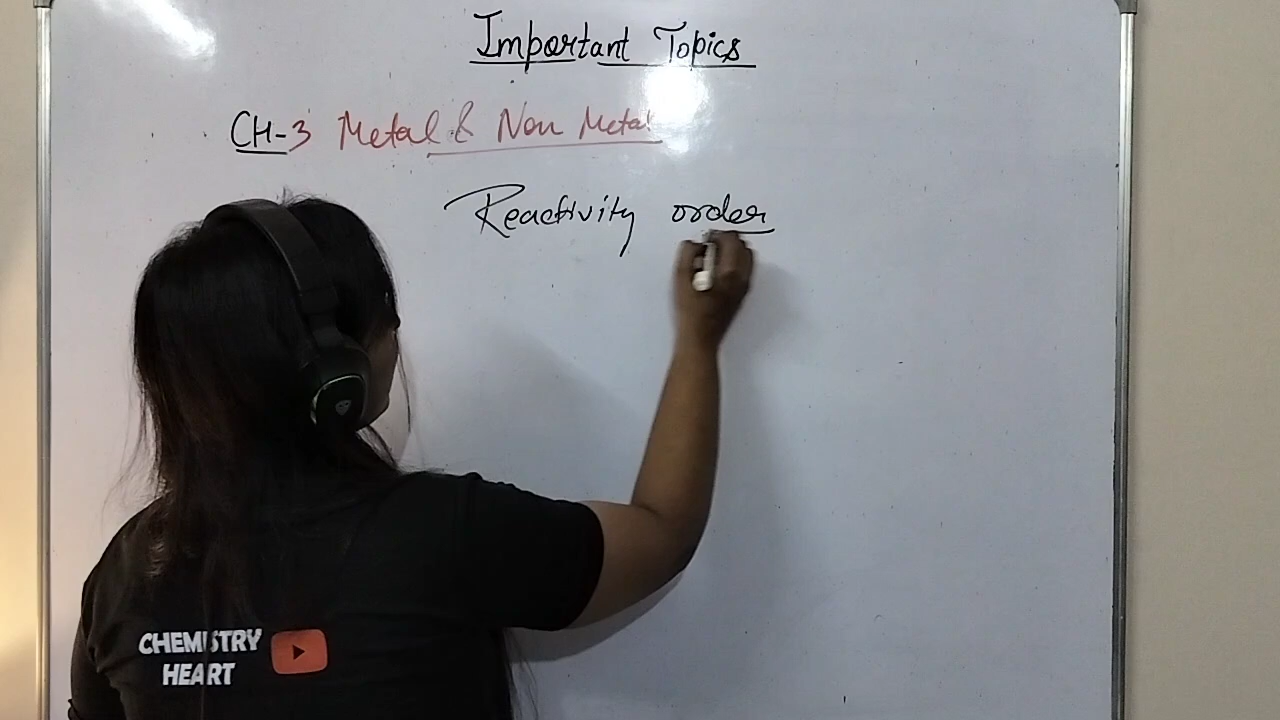 Important Topics
CH-3 Metal & Non Metal
Reactivity order
CHEMISTRY
HEART